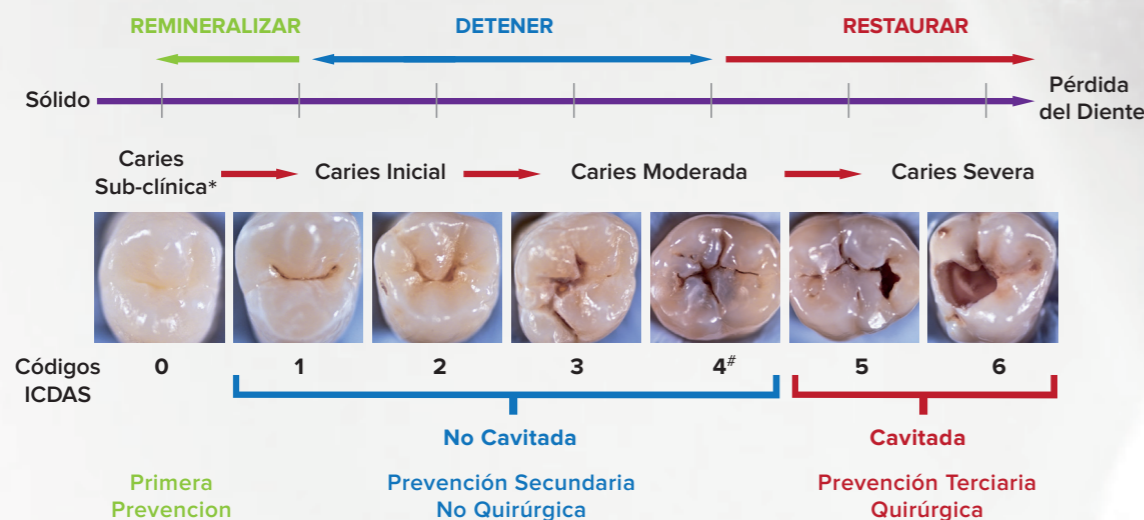 REMINERALIZAR DETENER RESTAURAR
Sólido Pérdida
del Diente
Caries
Sub-clínica* Caries Inicial Caries Moderada Caries Severa
Códigos
ICDAS
0 1 2 3 4# 5 6
No Cavitada Cavitada
Primera
Prevencion
Prevención Secundaria
No Quirúrgica
Prevención Terciaria
Quirúrgica